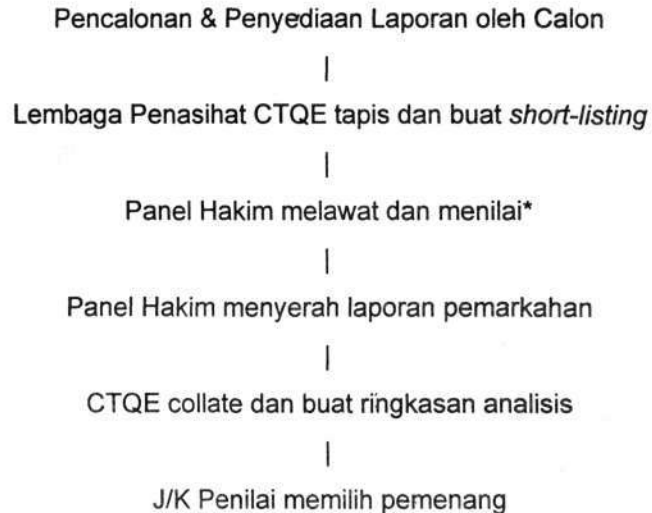 Pencalonan & Penyediaan Laporan oleh Calon
|
Lembaga Penasihat CTQE tapis dan buat short-listing
|
Panel Hakim melawat dan menilai*
|
Panel Hakim menyerah laporan pemarkahan
|
CTQE collate dan buat ringkasan analisis
|
J/K Penilai memilih pemenang